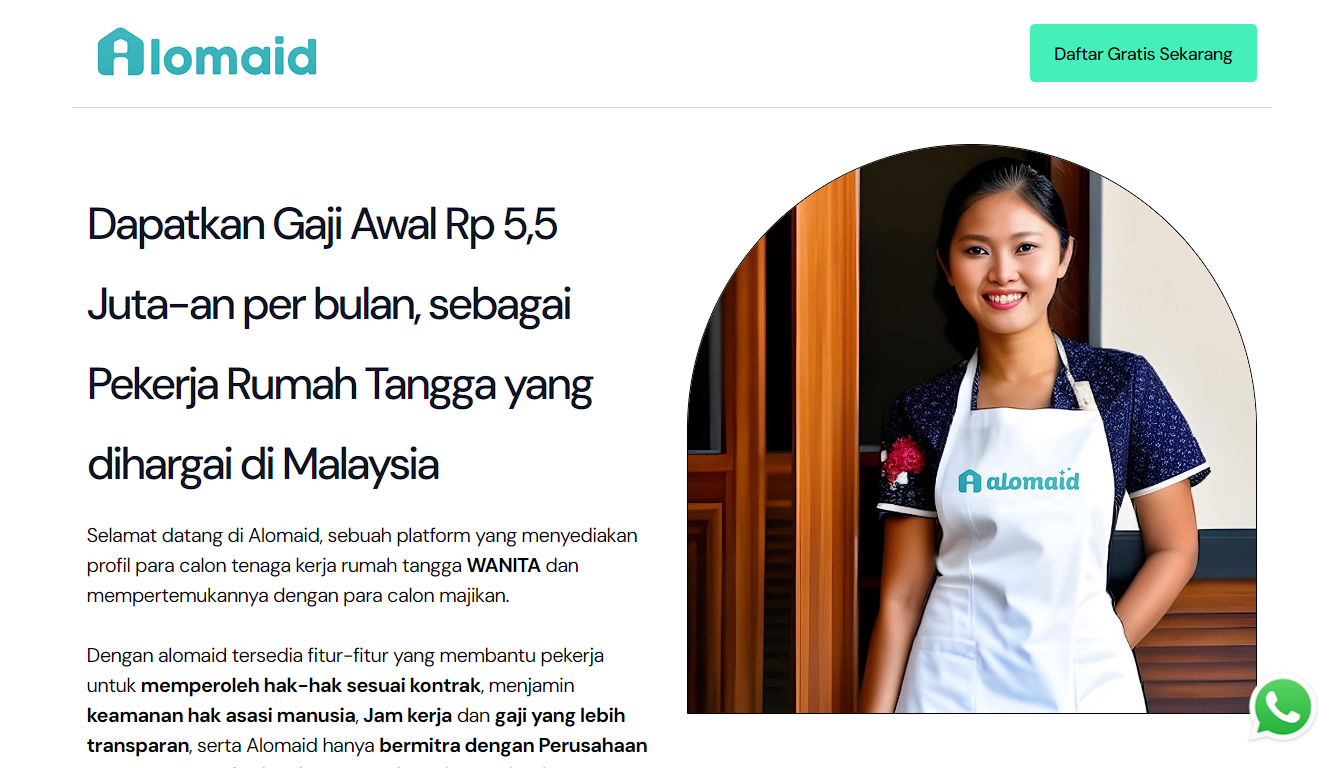 Alomaid
Daftar Gratis Sekarang
Dapatkan Gaji Awal Rp 5,5
Juta-an per bulan, sebagai
Pekerja Rumah Tangga yang
dihargai di Malaysia
alomaid
Selamat datang di Alomaid, sebuah platform yang menyediakan
profil para calon tenaga kerja rumah tangga WANITA dan
mempertemukannya dengan para calon majikan.
Dengan alomaid tersedia fitur-fitur yang membantu pekerja
untuk memperoleh hak-hak sesuai kontrak, menjamin
keamanan hak asasi manusia, Jam kerja dan gaji yang lebih
transparan, serta Alomaid hanya bermitra dengan Perusahaan